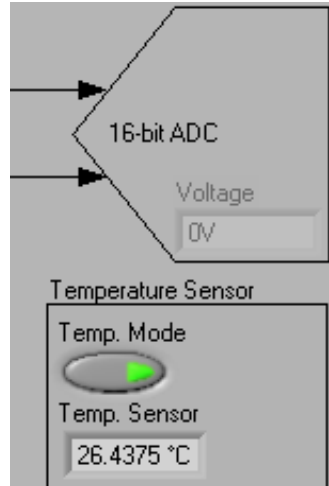 16-bit ADC
Voltage
0V
Temperature Sensor
Temp. Mode
Temp. Sensor
26.4375 °C